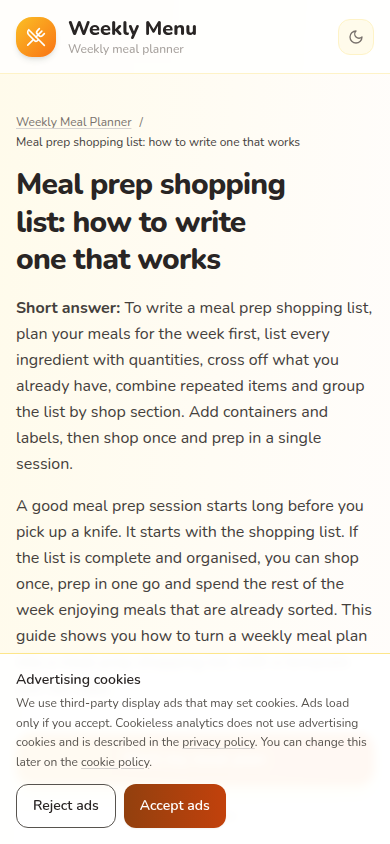 Weekly Menu
Weekly meal planner
Weekly Meal Planner /
Meal prep shopping list: how to write one that works
Meal prep shopping
list: how to write
one that works
Short answer: To write a meal prep shopping list,
plan your meals for the week first, list every
ingredient with quantities, cross off what you
already have, combine repeated items and group
the list by shop section. Add containers and
labels, then shop once and prep in a single
session.
A good meal prep session starts long before you
pick up a knife. It starts with the shopping list. If
the list is complete and organised, you can shop
once, prep in one go and spend the rest of the
week enjoying meals that are already sorted. This
guide shows you how to turn a weekly meal plan
Advertising cookies
We use third-party display ads that may set cookies. Ads load
only if you accept. Cookieless analytics does not use advertising
cookies and is described in the privacy policy. You can change this
later on the cookie policy.
Reject ads
Accept ads